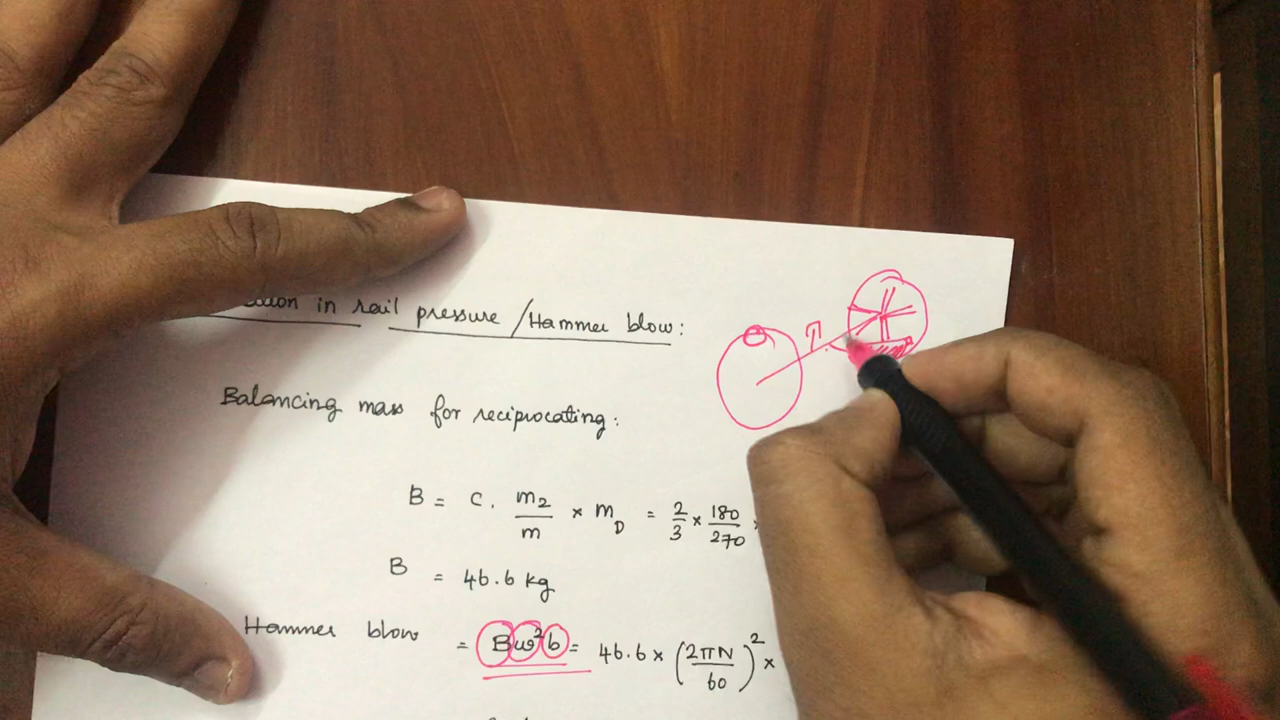 in rail pressure / Hammer blow:
Balancing mass for reciprocating:
B = C. m2/m × mD = 2/3 × 180/270 ×
B = 46.6 kg
Hammer blow = Bω²b = 46.6 × (2πN/60)² ×